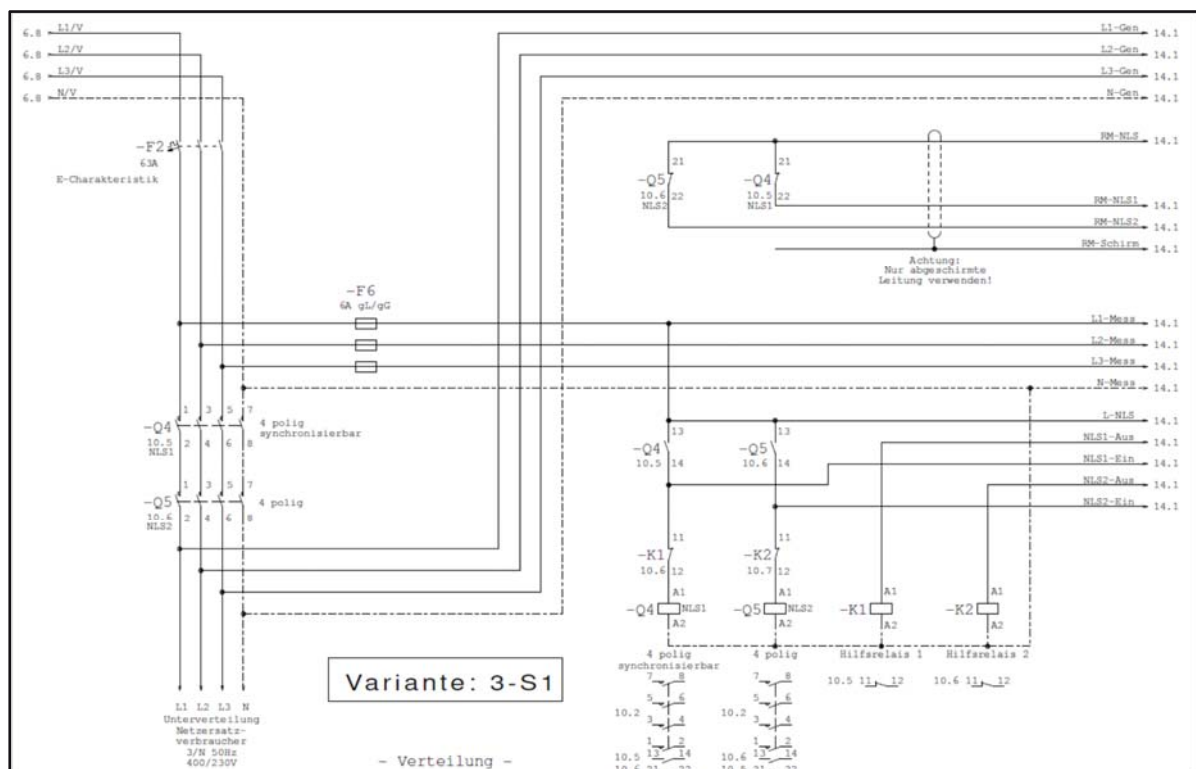 6.8 L1/V
6.8 L2/V
6.8 L3/V
6.8 N/V
L1-Gen 14.1
L2-Gen 14.1
L3-Gen 14.1
N-Gen 14.1
-F2
63A
E-Charakteristik
RM-NLS 14.1
21 21
-Q5 -Q4
10.6 22 10.5 22
NLS2 NLS1
RM-NLS1 14.1
RM-NLS2 14.1
RM-Schirm 14.1
Achtung:
Nur abgeschirmte
Leitung verwenden!
-F6
6A gL/gG
L1-Mess 14.1
L2-Mess 14.1
L3-Mess 14.1
N-Mess 14.1
1 3 5 7
-Q4
10.5 2 4 6 8
NLS1
4 polig
synchronisierbar
1 3 5 7
-Q5
10.6 2 4 6 8
NLS2
4 polig
L-NLS 14.1
NLS1-Aus 14.1
NLS1-Ein 14.1
NLS2-Aus 14.1
NLS2-Ein 14.1
13 13
-Q4 -Q5
10.5 14 10.6 14
11 11
-K1 -K2
10.6 12 10.7 12
A1 A1 A1 A1
-Q4 NLS1 -Q5 NLS2 -K1 -K2
A2 A2 A2 A2
4 polig 4 polig Hilfsrelais 1 Hilfsrelais 2
synchronisierbar
7 8 7 8 10.5 11 12 10.6 11 12
5 6 5 6
10.2 10.2
3 4 3 4
1 2 1 2
10.5 13 14 10.6 13 14
10.6 21 22 10.5 21 22
Variante: 3-S1
L1 L2 L3 N
Unterverteilung
Netzersatz-
verbraucher
3/N 50Hz
400/230V
- Verteilung -